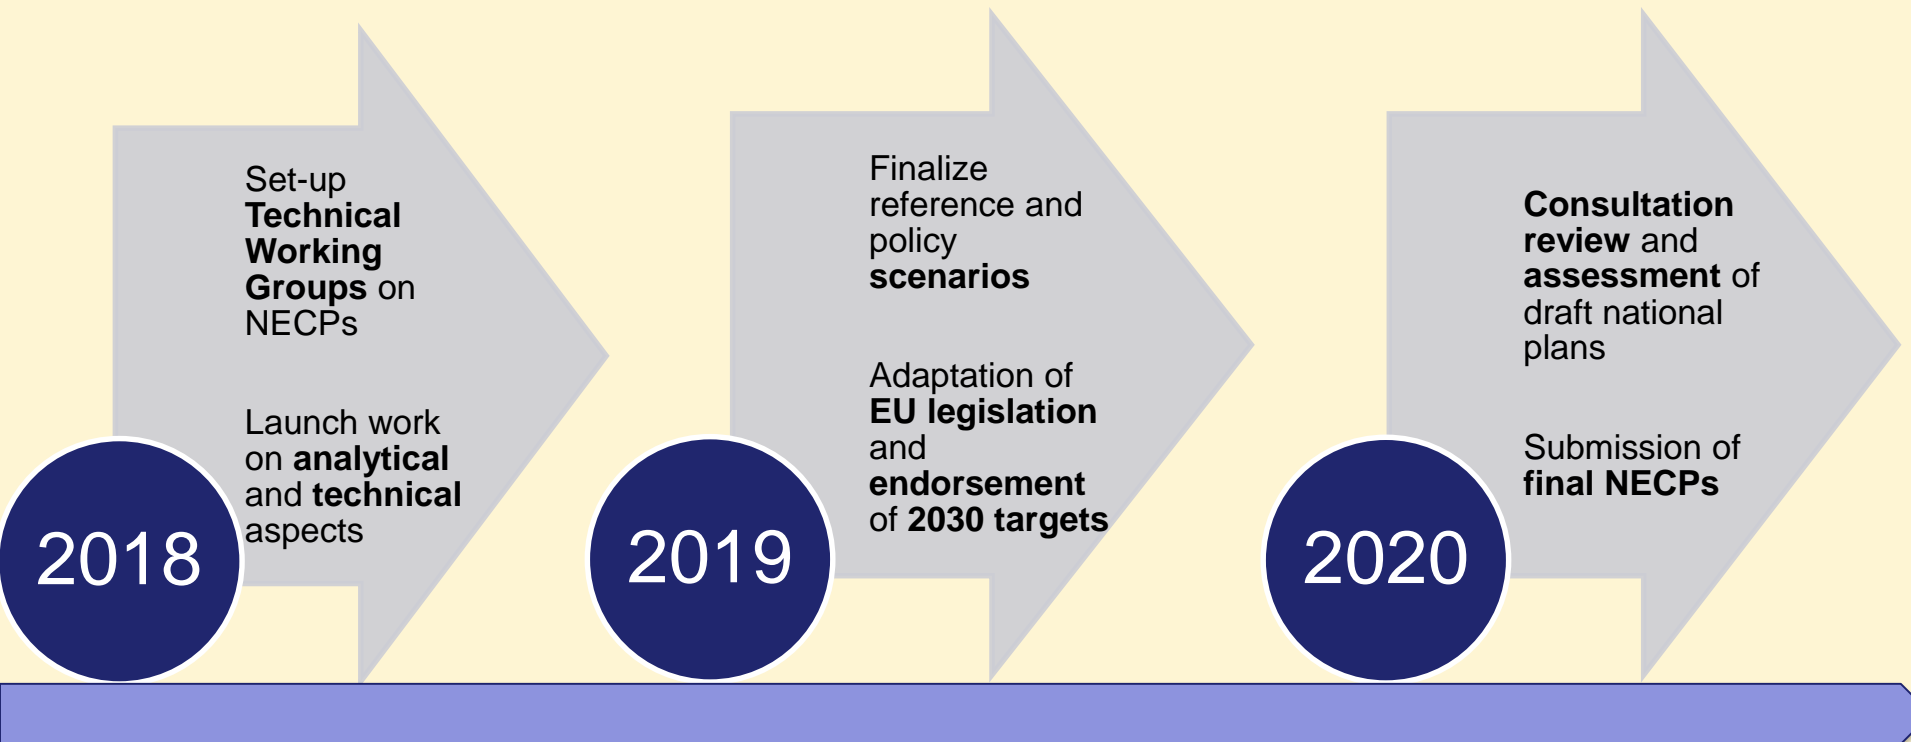 Set-up
Technical
Working
Groups on
NECPs
Launch work
on analytical
and technical
aspects
2018
Finalize
reference and
policy
scenarios
Adaptation of
EU legislation
and
endorsement
of 2030 targets
2019
Consultation
review and
assessment of
draft national
plans
Submission of
final NECPs
2020